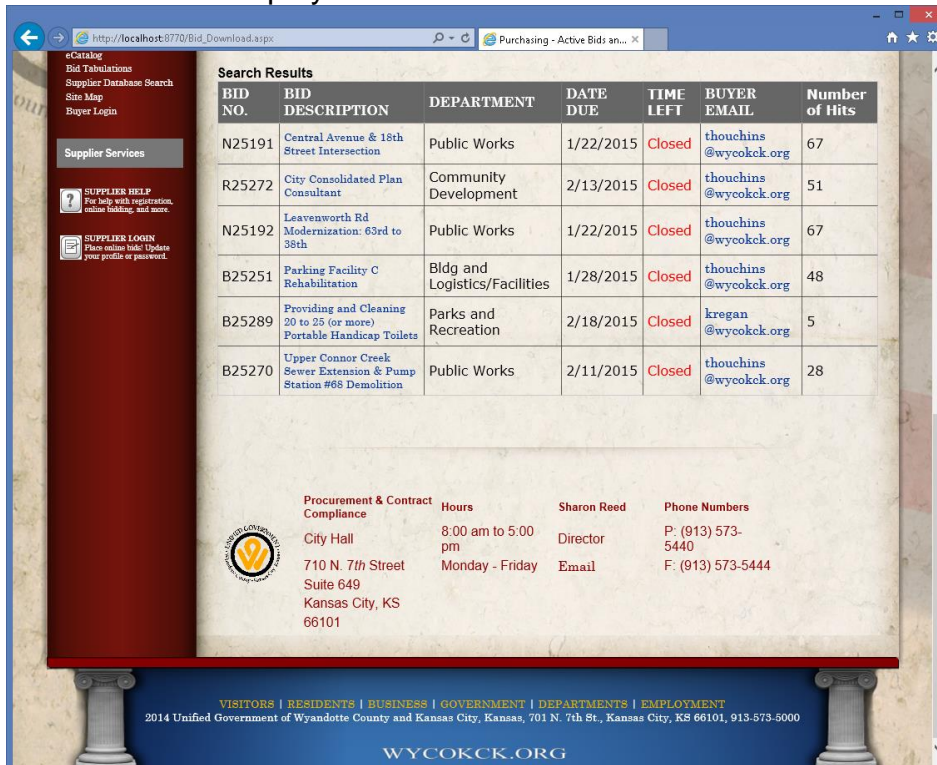 http://localhost:8770/Bid_Download.aspx
Purchasing - Active Bids an...
eCatalog
Bid Tabulations
Supplier Database Search
Site Map
Buyer Login
Supplier Services
SUPPLIER HELP
For help with registration,
online bidding, and more.
SUPPLIER LOGIN
Place online bids! Update
your profile or password.
Search Results
BID NO. BID DESCRIPTION DEPARTMENT DATE DUE TIME LEFT BUYER EMAIL Number of Hits
N25191 Central Avenue & 18th Street Intersection Public Works 1/22/2015 Closed thouchins@wycokck.org 67
R25272 City Consolidated Plan Consultant Community Development 2/13/2015 Closed thouchins@wycokck.org 51
N25192 Leavenworth Rd Modernization: 63rd to 38th Public Works 1/22/2015 Closed thouchins@wycokck.org 67
B25251 Parking Facility C Rehabilitation Bldg and Logistics/Facilities 1/28/2015 Closed thouchins@wycokck.org 48
B25289 Providing and Cleaning 20 to 25 (or more) Portable Handicap Toilets Parks and Recreation 2/18/2015 Closed kregan@wycokck.org 5
B25270 Upper Connor Creek Sewer Extension & Pump Station #68 Demolition Public Works 2/11/2015 Closed thouchins@wycokck.org 28
Procurement & Contract Compliance
City Hall
710 N. 7th Street
Suite 649
Kansas City, KS
66101
Hours
8:00 am to 5:00
pm
Monday - Friday
Sharon Reed
Director
Email
Phone Numbers
P: (913) 573-
5440
F: (913) 573-5444
VISITORS | RESIDENTS | BUSINESS | GOVERNMENT | DEPARTMENTS | EMPLOYMENT
2014 Unified Government of Wyandotte County and Kansas City, Kansas, 701 N. 7th St., Kansas City, KS 66101, 913-573-5000
WYCOKCK.ORG